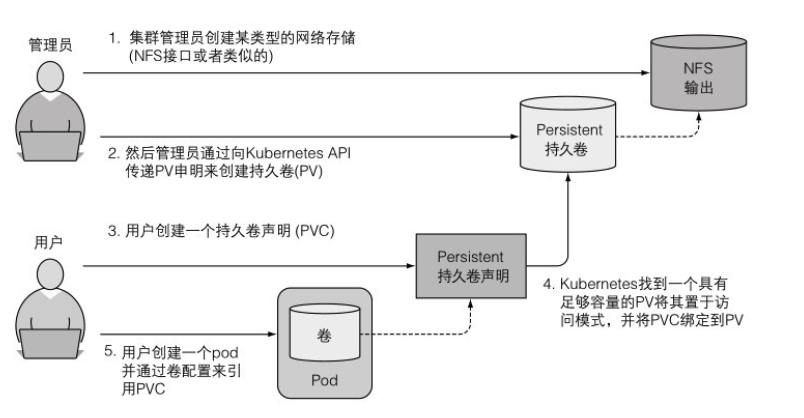 管理员
1. 集群管理员创建某类型的网络存储
(NFS接口或者类似的)
NFS
输出
Persistent
持久卷
2. 然后管理员通过向Kubernetes API
传递PV申明来创建持久卷(PV)
用户
3. 用户创建一个持久卷声明 (PVC)
Persistent
持久卷声明
4. Kubernetes找到一个具有
足够容量的PV将其置于访
问模式，并将PVC绑定到PV
卷
Pod
5. 用户创建一个pod
并通过卷配置来引
用PVC